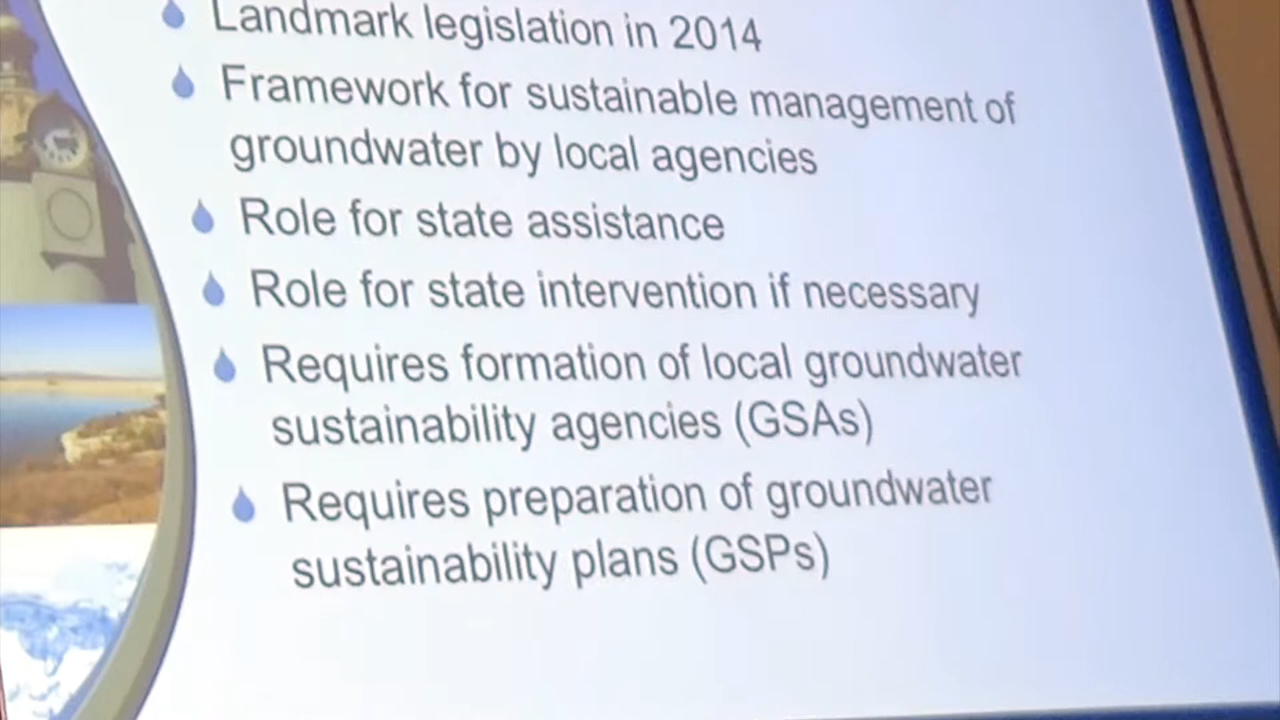 Landmark legislation in 2014
Framework for sustainable management of
groundwater by local agencies
Role for state assistance
Role for state intervention if necessary
Requires formation of local groundwater
sustainability agencies (GSAs)
Requires preparation of groundwater
sustainability plans (GSPs)